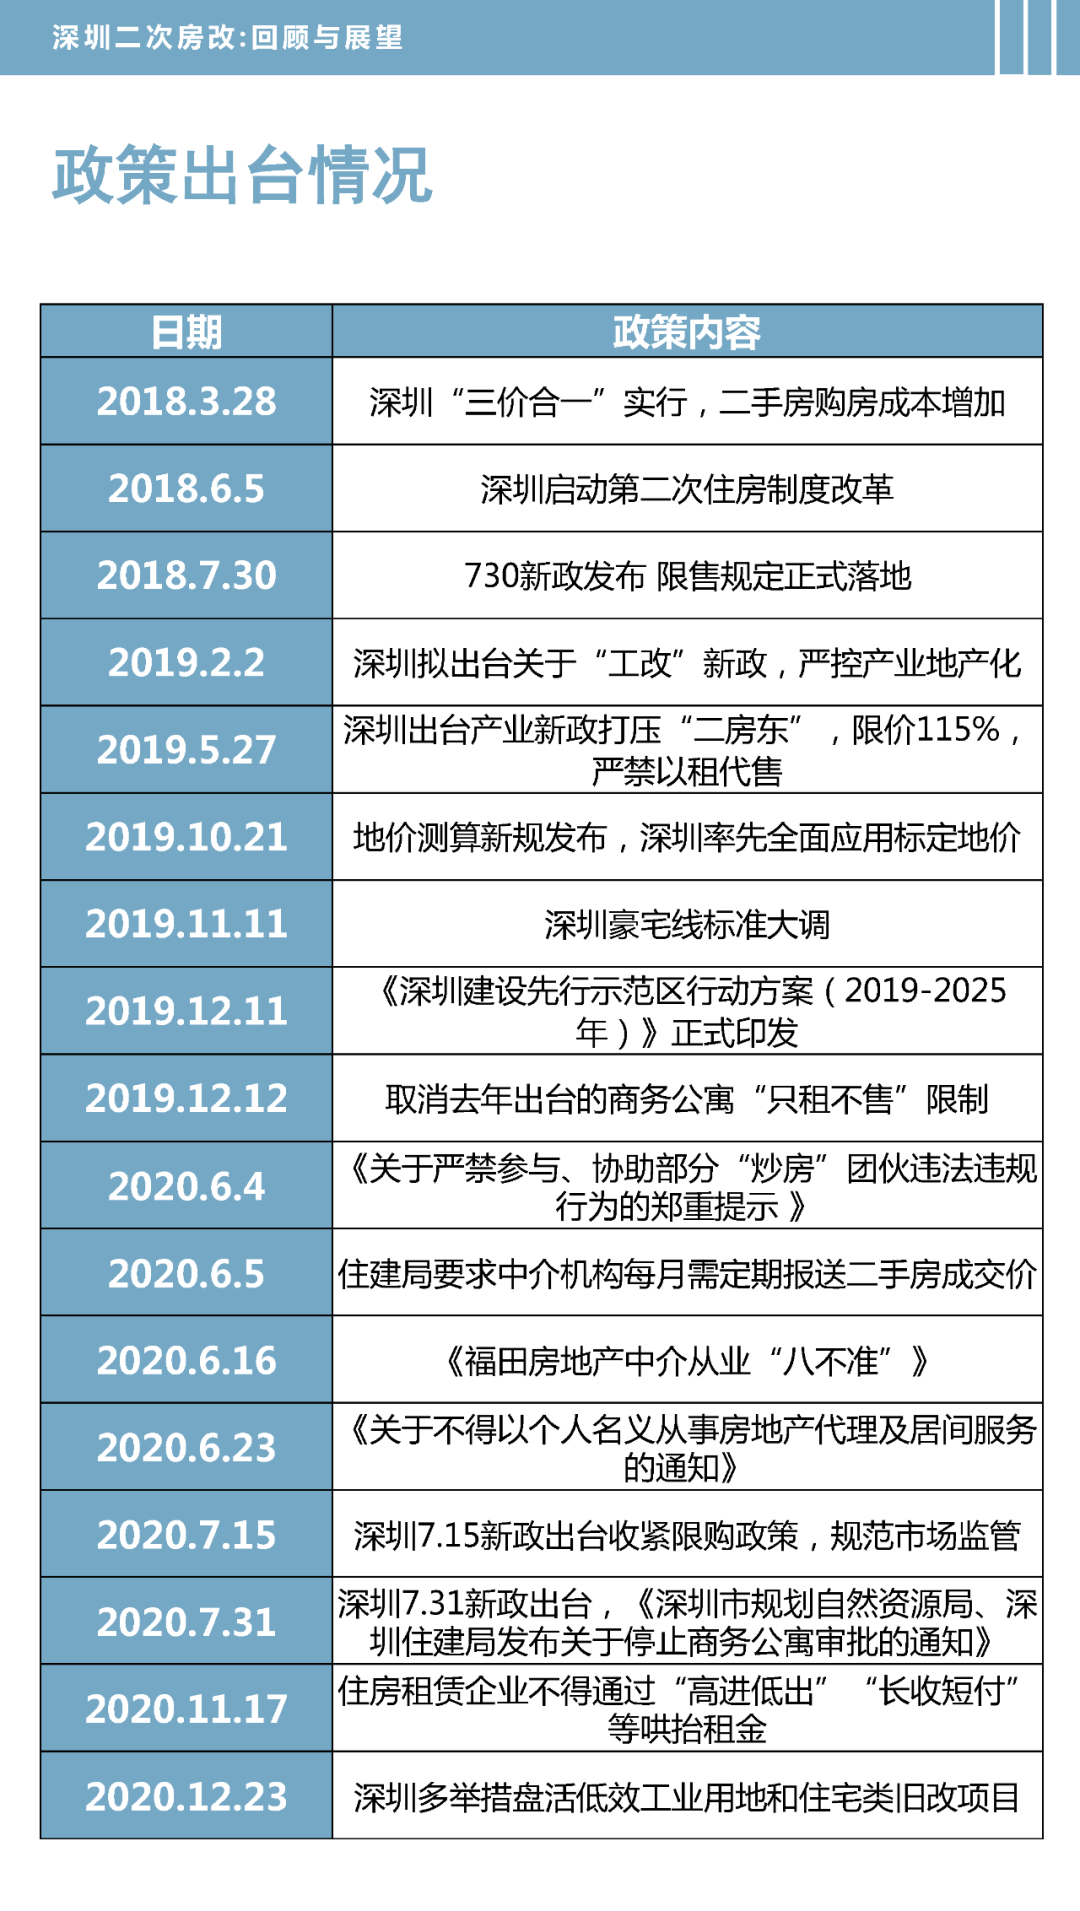 深圳二次房改:回顾与展望
政策出台情况
日期 政策内容
2018.3.28 深圳“三价合一”实行，二手房购房成本增加
2018.6.5 深圳启动第二次住房制度改革
2018.7.30 730新政发布 限售规定正式落地
2019.2.2 深圳拟出台关于“工改”新政，严控产业地产化
2019.5.27 深圳出台产业新政打压“二房东”，限价115%，
严禁以租代售
2019.10.21 地价测算新规发布，深圳率先全面应用标定地价
2019.11.11 深圳豪宅线标准大调
2019.12.11 《深圳建设先行示范区行动方案（2019-2025
年）》正式印发
2019.12.12 取消去年出台的商务公寓“只租不售”限制
2020.6.4 《关于严禁参与、协助部分“炒房”团伙违法违规
行为的郑重提示 》
2020.6.5 住建局要求中介机构每月需定期报送二手房成交价
2020.6.16 《福田房地产中介从业“八不准”》
2020.6.23 《关于不得以个人名义从事房地产代理及居间服务
的通知》
2020.7.15 深圳7.15新政出台收紧限购政策，规范市场监管
2020.7.31 深圳7.31新政出台，《深圳市规划自然资源局、深
圳住建局发布关于停止商务公寓审批的通知》
2020.11.17 住房租赁企业不得通过“高进低出”“长收短付”
等哄抬租金
2020.12.23 深圳多举措盘活低效工业用地和住宅类旧改项目